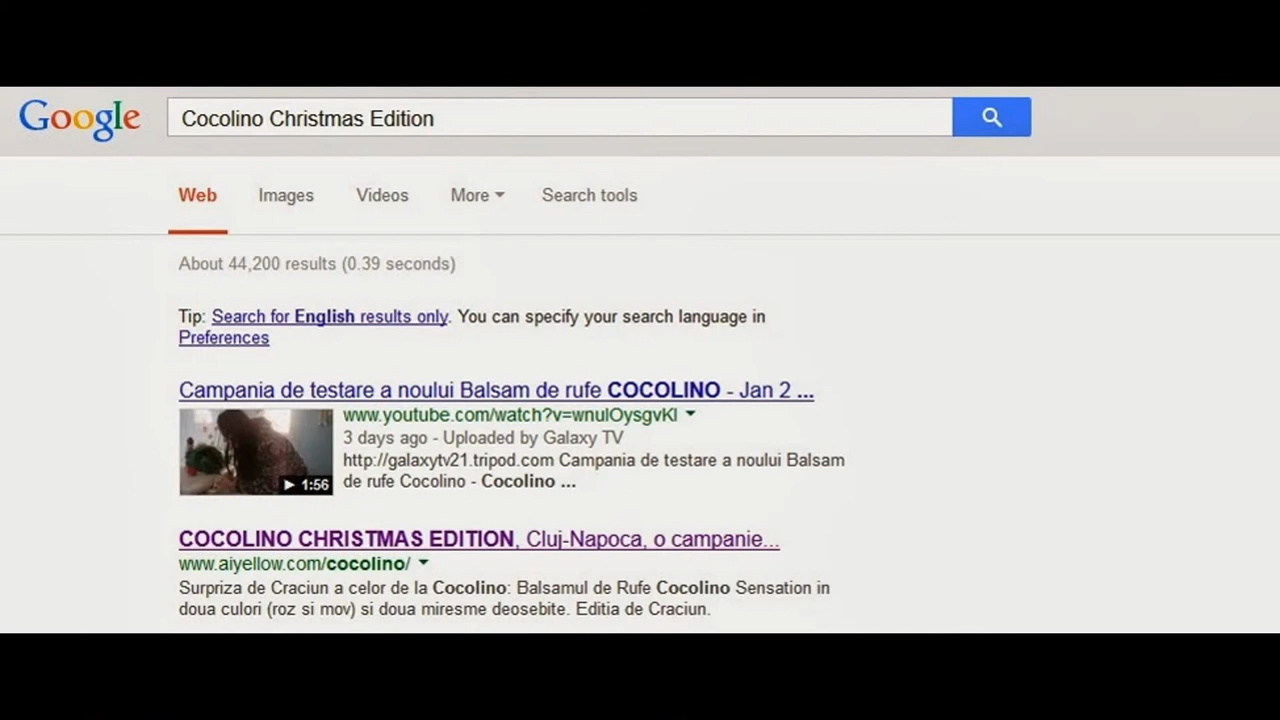 Google
Cocolino Christmas Edition
Web Images Videos More Search tools
About 44,200 results (0.39 seconds)
Tip: Search for English results only. You can specify your search language in
Preferences
Campania de testare a noului Balsam de rufe COCOLINO - Jan 2 ...
www.youtube.com/watch?v=wnulOysgvKI
3 days ago - Uploaded by Galaxy TV
http://galaxytv21.tripod.com Campania de testare a noului Balsam
de rufe Cocolino - Cocolino ...
1:56
COCOLINO CHRISTMAS EDITION, Cluj-Napoca, o campanie...
www.aiyellow.com/cocolino/
Surpriza de Craciun a celor de la Cocolino: Balsamul de Rufe Cocolino Sensation in
doua culori (roz si mov) si doua miresme deosebite. Editia de Craciun.